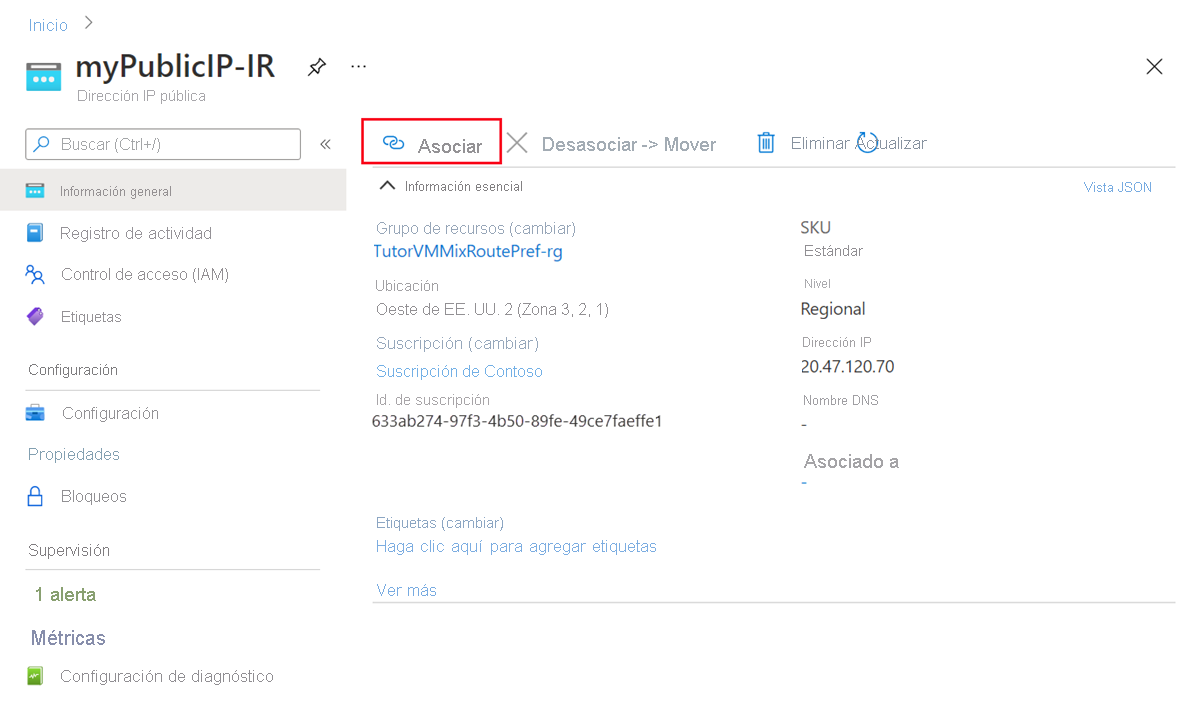 Inicio
myPublicIP-IR
...
Dirección IP pública
Buscar (Ctrl+/)
«
Asociar
Desasociar -> Mover
Eliminar Actualizar
Información general
Información esencial
Vista JSON
Registro de actividad
Control de acceso (IAM)
Etiquetas
Configuración
Configuración
Propiedades
Bloqueos
Supervisión
1 alerta
Métricas
Configuración de diagnóstico
Grupo de recursos (cambiar)
TutorVMMixRoutePref-rg
Ubicación
Oeste de EE. UU. 2 (Zona 3, 2, 1)
Suscripción (cambiar)
Suscripción de Contoso
Id. de suscripción
633ab274-97f3-4b50-89fe-49ce7faeffe1
SKU
Estándar
Nivel
Regional
Dirección IP
20.47.120.70
Nombre DNS
-
Asociado a
-
Etiquetas (cambiar)
Haga clic aquí para agregar etiquetas
Ver más